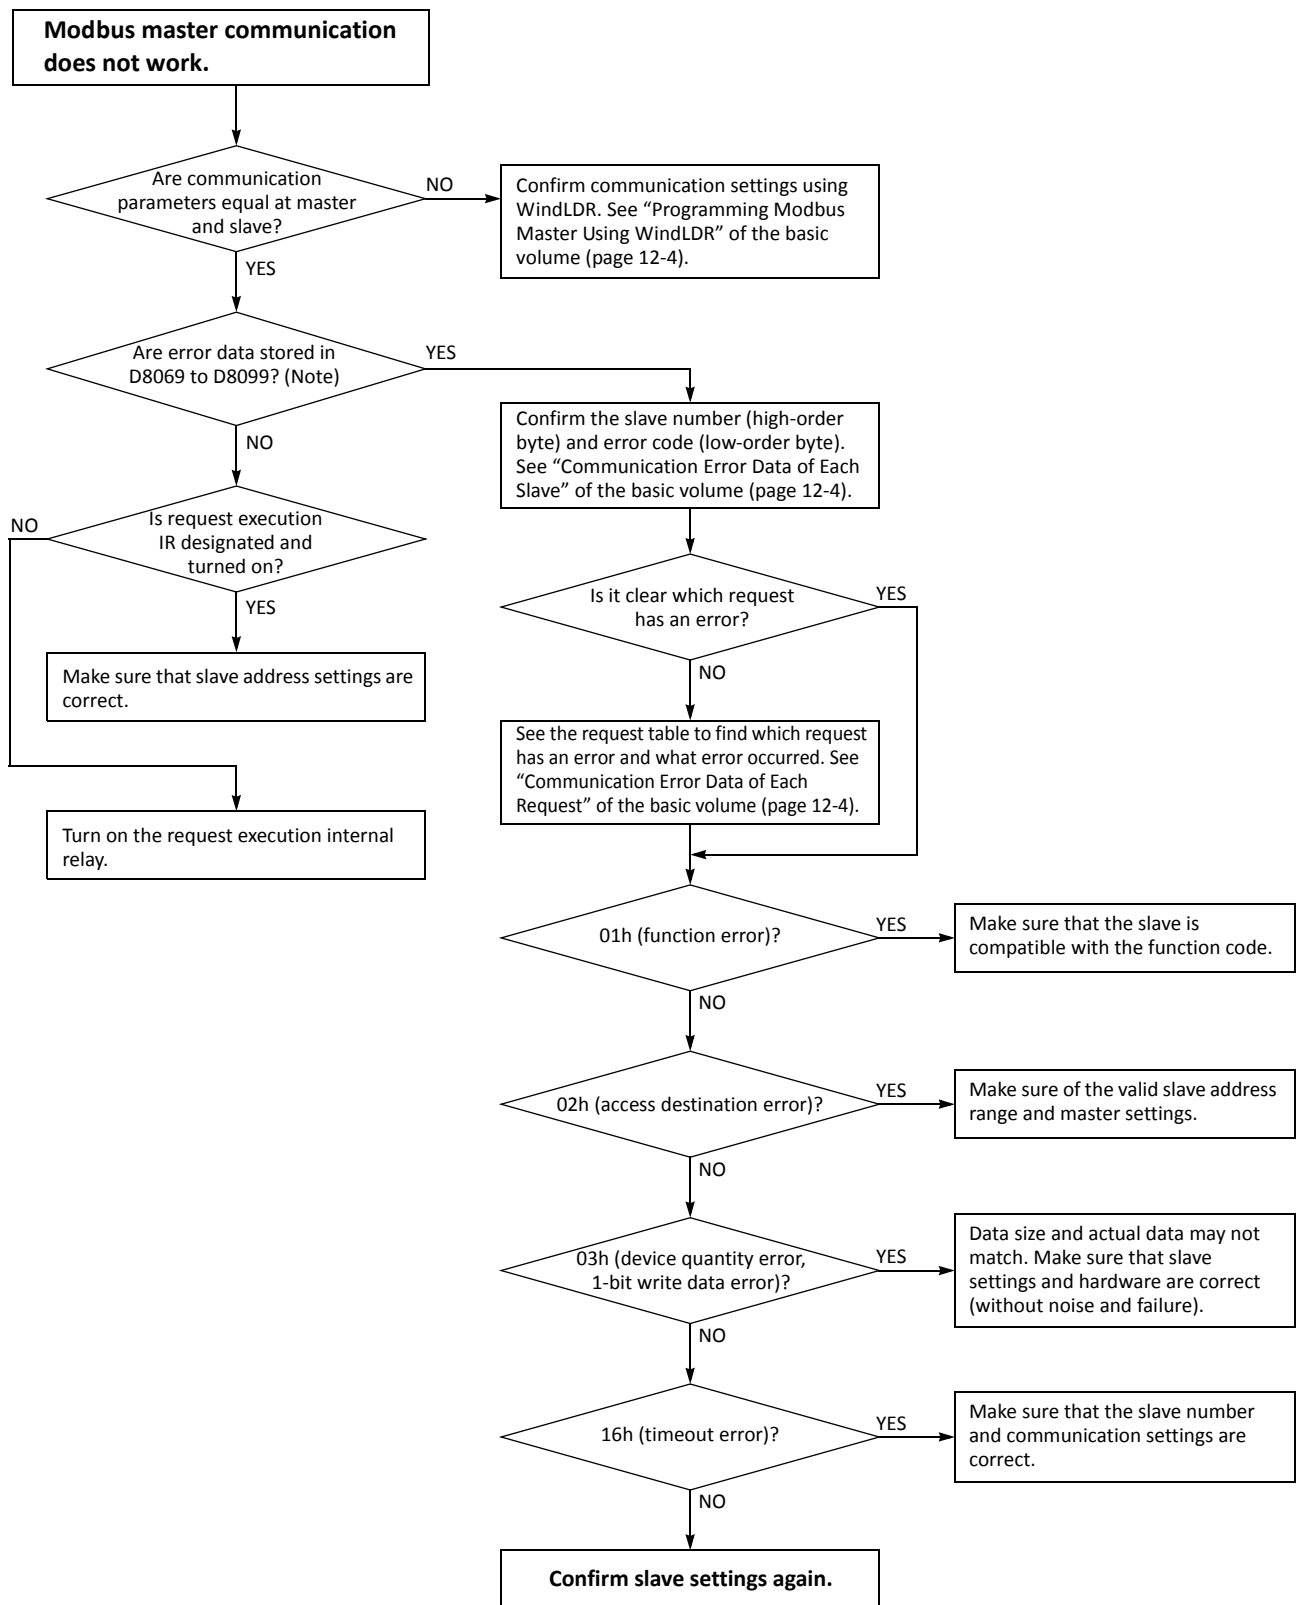 Modbus master communication
does not work.
Are communication
parameters equal at master
and slave?
NO
Confirm communication settings using
WindLDR. See “Programming Modbus
Master Using WindLDR” of the basic
volume (page 12-4).
YES
Are error data stored in
D8069 to D8099? (Note)
YES
Confirm the slave number (high-order
byte) and error code (low-order byte).
See “Communication Error Data of Each
Slave” of the basic volume (page 12-4).
NO
Is request execution
IR designated and
turned on?
NO
YES
Make sure that slave address settings are
correct.
Turn on the request execution internal
relay.
Is it clear which request
has an error?
YES
NO
See the request table to find which request
has an error and what error occurred. See
“Communication Error Data of Each
Request” of the basic volume (page 12-4).
01h (function error)?
YES
Make sure that the slave is
compatible with the function code.
NO
02h (access destination error)?
YES
Make sure of the valid slave address
range and master settings.
NO
03h (device quantity error,
1-bit write data error)?
YES
Data size and actual data may not
match. Make sure that slave
settings and hardware are correct
(without noise and failure).
NO
16h (timeout error)?
YES
Make sure that the slave number
and communication settings are
correct.
NO
Confirm slave settings again.